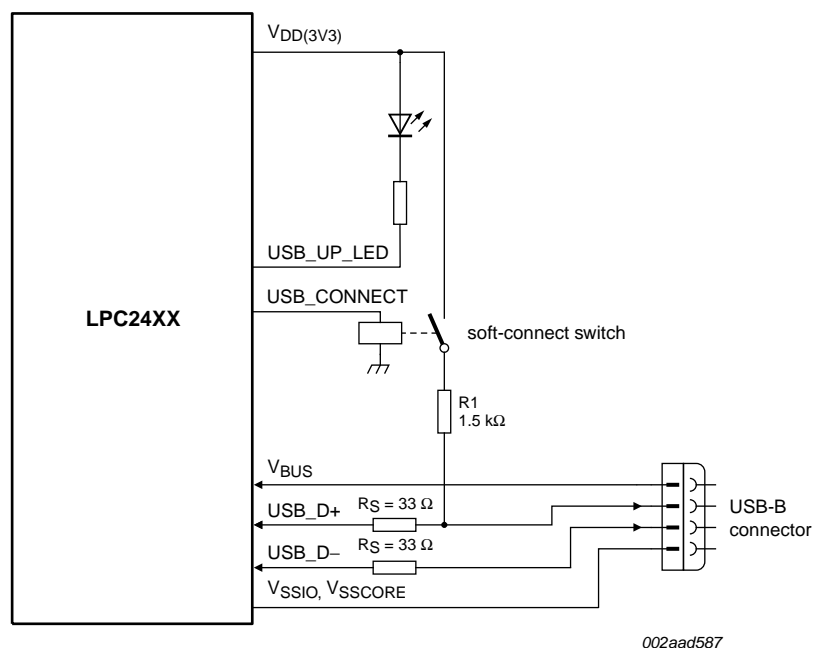 VDD(3V3)
USB_UP_LED
USB_CONNECT
LPC24XX
soft-connect switch
R1
1.5 kΩ
VBUS
USB_D+
RS = 33 Ω
USB-B
connector
RS = 33 Ω
USB_D−
VSSIO, VSSCORE
002aad587